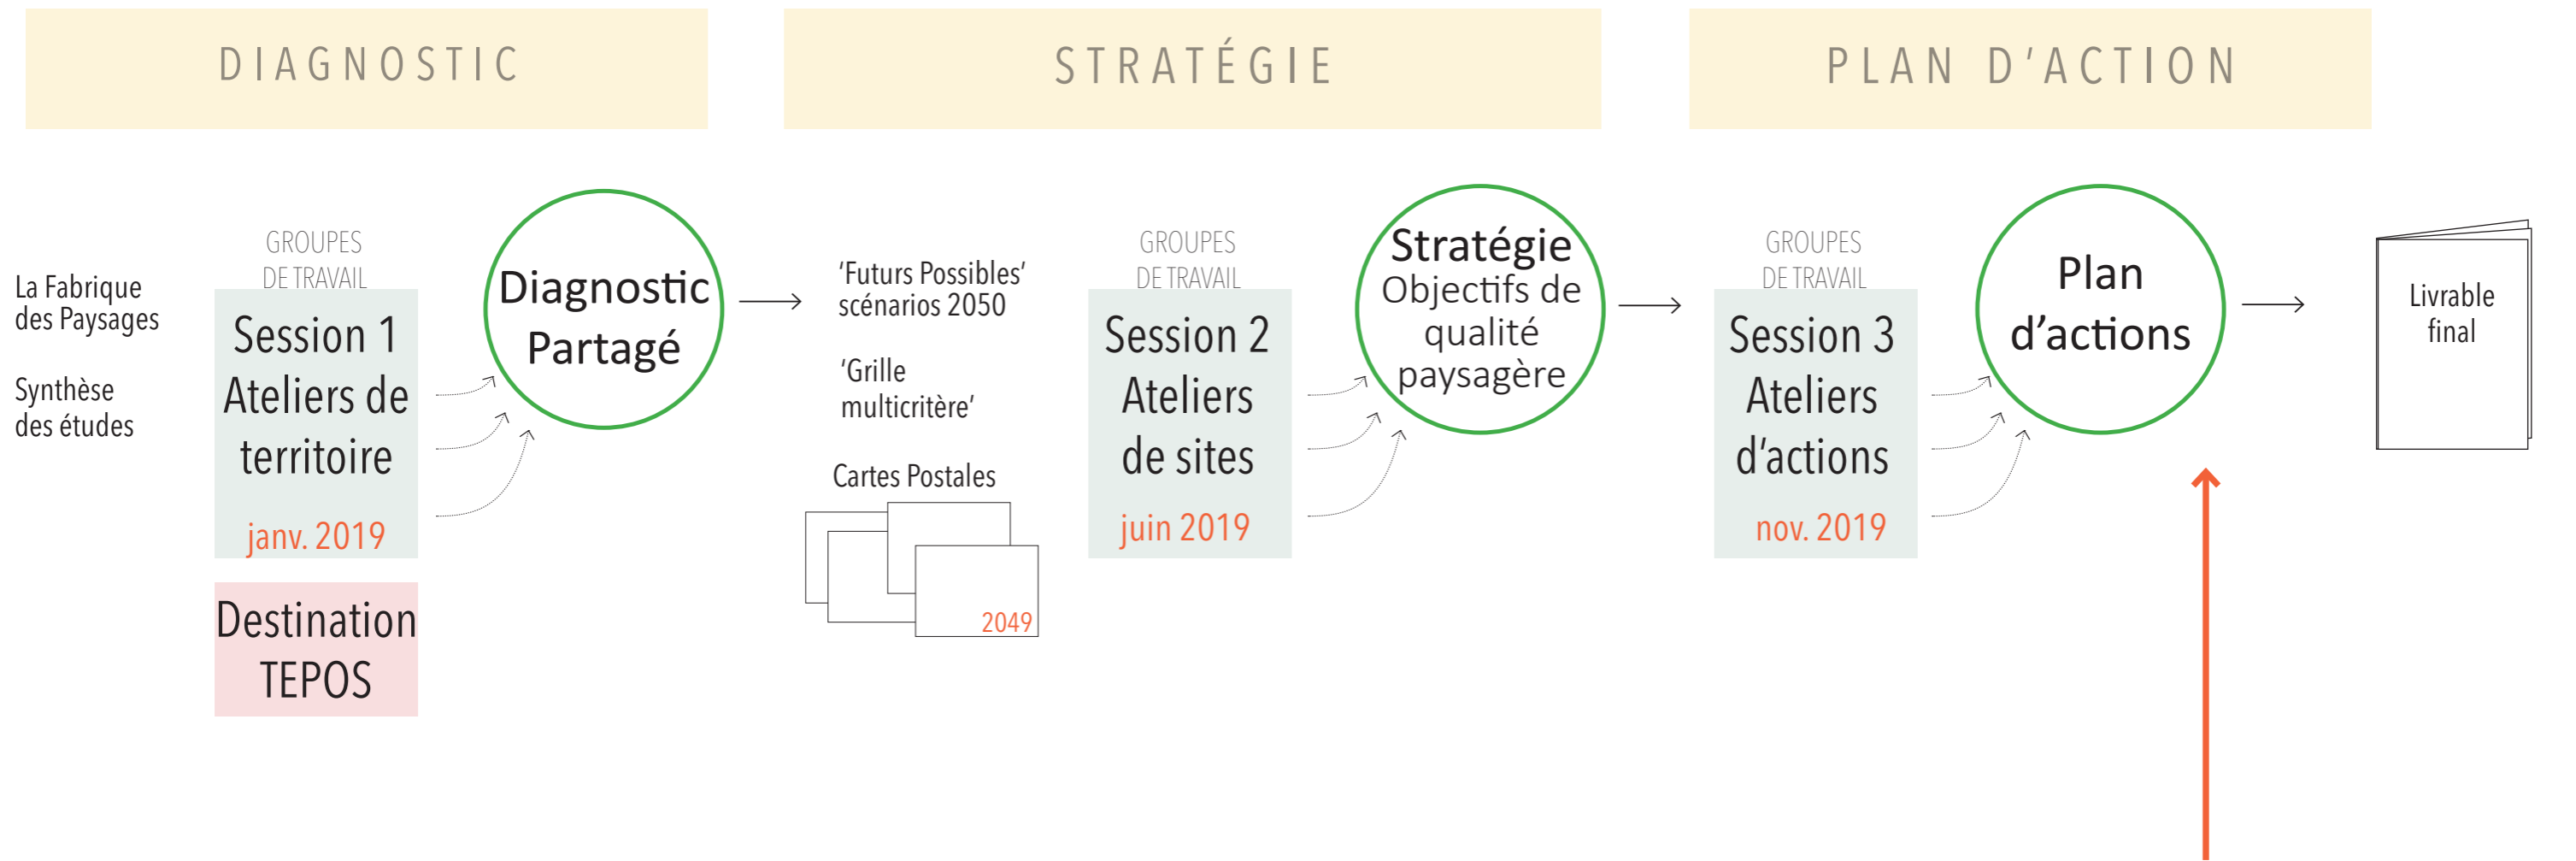 DIAGNOSTIC
STRATÉGIE
PLAN D'ACTION
La Fabrique
des Paysages
Synthèse
des études
GROUPES
DE TRAVAIL
Session 1
Ateliers de
territoire
janv. 2019
Destination
TEPOS
Diagnostic
Partagé
‘Futurs Possibles’
scénarios 2050
‘Grille
multicritère’
Cartes Postales
2049
GROUPES
DE TRAVAIL
Session 2
Ateliers
de sites
juin 2019
Stratégie
Objectifs de
qualité
paysagère
GROUPES
DE TRAVAIL
Session 3
Ateliers
d’actions
nov. 2019
Plan
d’actions
Livrable
final